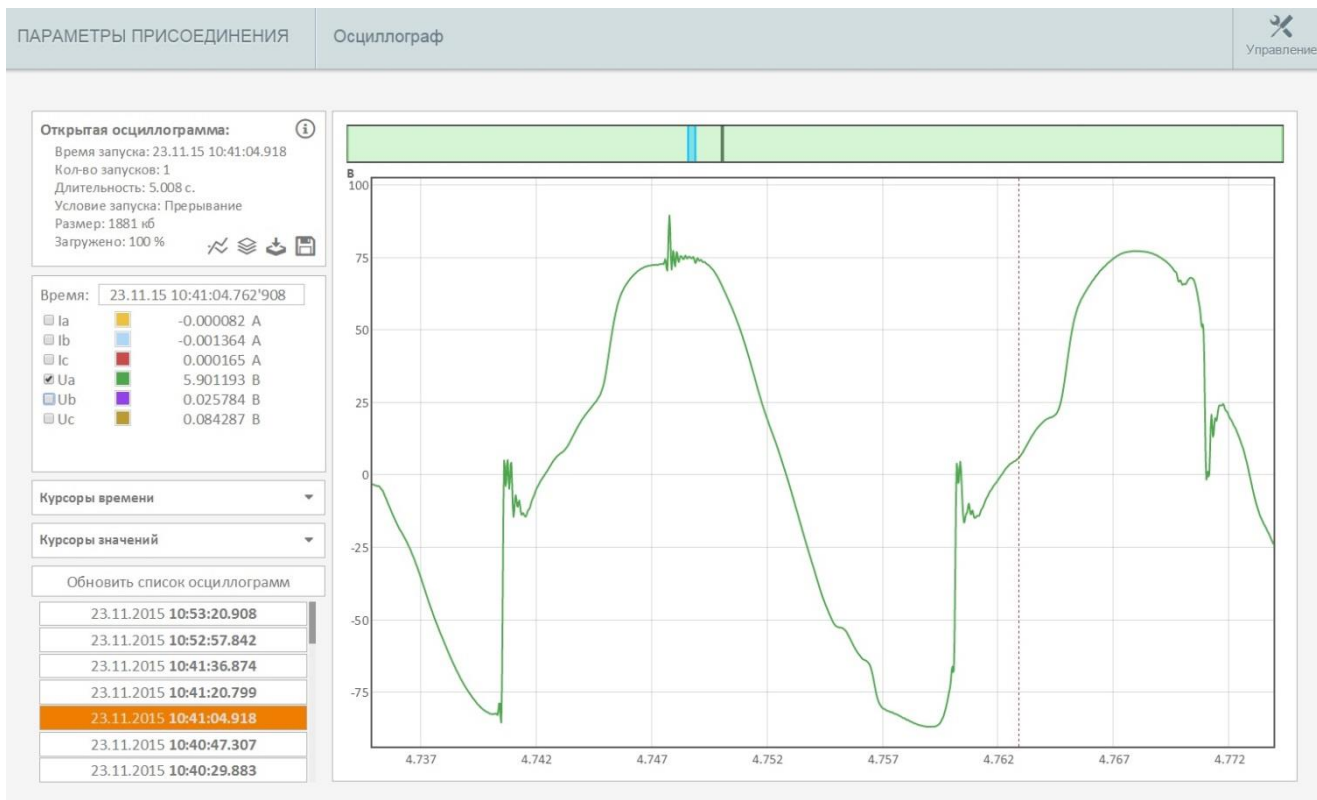 ПАРАМЕТРЫ ПРИСОЕДИНЕНИЯ
Осциллограф
Управление
Открытая осциллограмма:
Время запуска: 23.11.15 10:41:04.918
Кол-во запусков: 1
Длительность: 5.008 с.
Условие запуска: Прерывание
Размер: 1881 кб
Загружено: 100 %
Время: 23.11.15 10:41:04.762'908
Ia -0.000082 А
Ib -0.001364 А
Ic 0.000165 А
Ua 5.901193 В
Ub 0.025784 В
Uc 0.084287 В
Курсоры времени
Курсоры значений
Обновить список осциллограмм
23.11.2015 10:53:20.908
23.11.2015 10:52:57.842
23.11.2015 10:41:36.874
23.11.2015 10:41:20.799
23.11.2015 10:41:04.918
23.11.2015 10:40:47.307
23.11.2015 10:40:29.883
В
100
75
50
25
0
-25
-50
-75
4.737 4.742 4.747 4.752 4.757 4.762 4.767 4.772